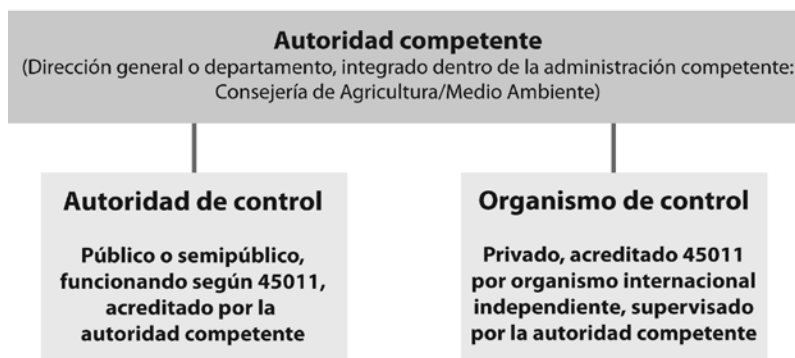 Autoridad competente
(Dirección general o departamento, integrado dentro de la administración competente:
Consejería de Agricultura/Medio Ambiente)
Autoridad de control
Público o semipúblico,
funcionando según 45011,
acreditado por la
autoridad competente
Organismo de control
Privado, acreditado 45011
por organismo internacional
independiente, supervisado
por la autoridad competente